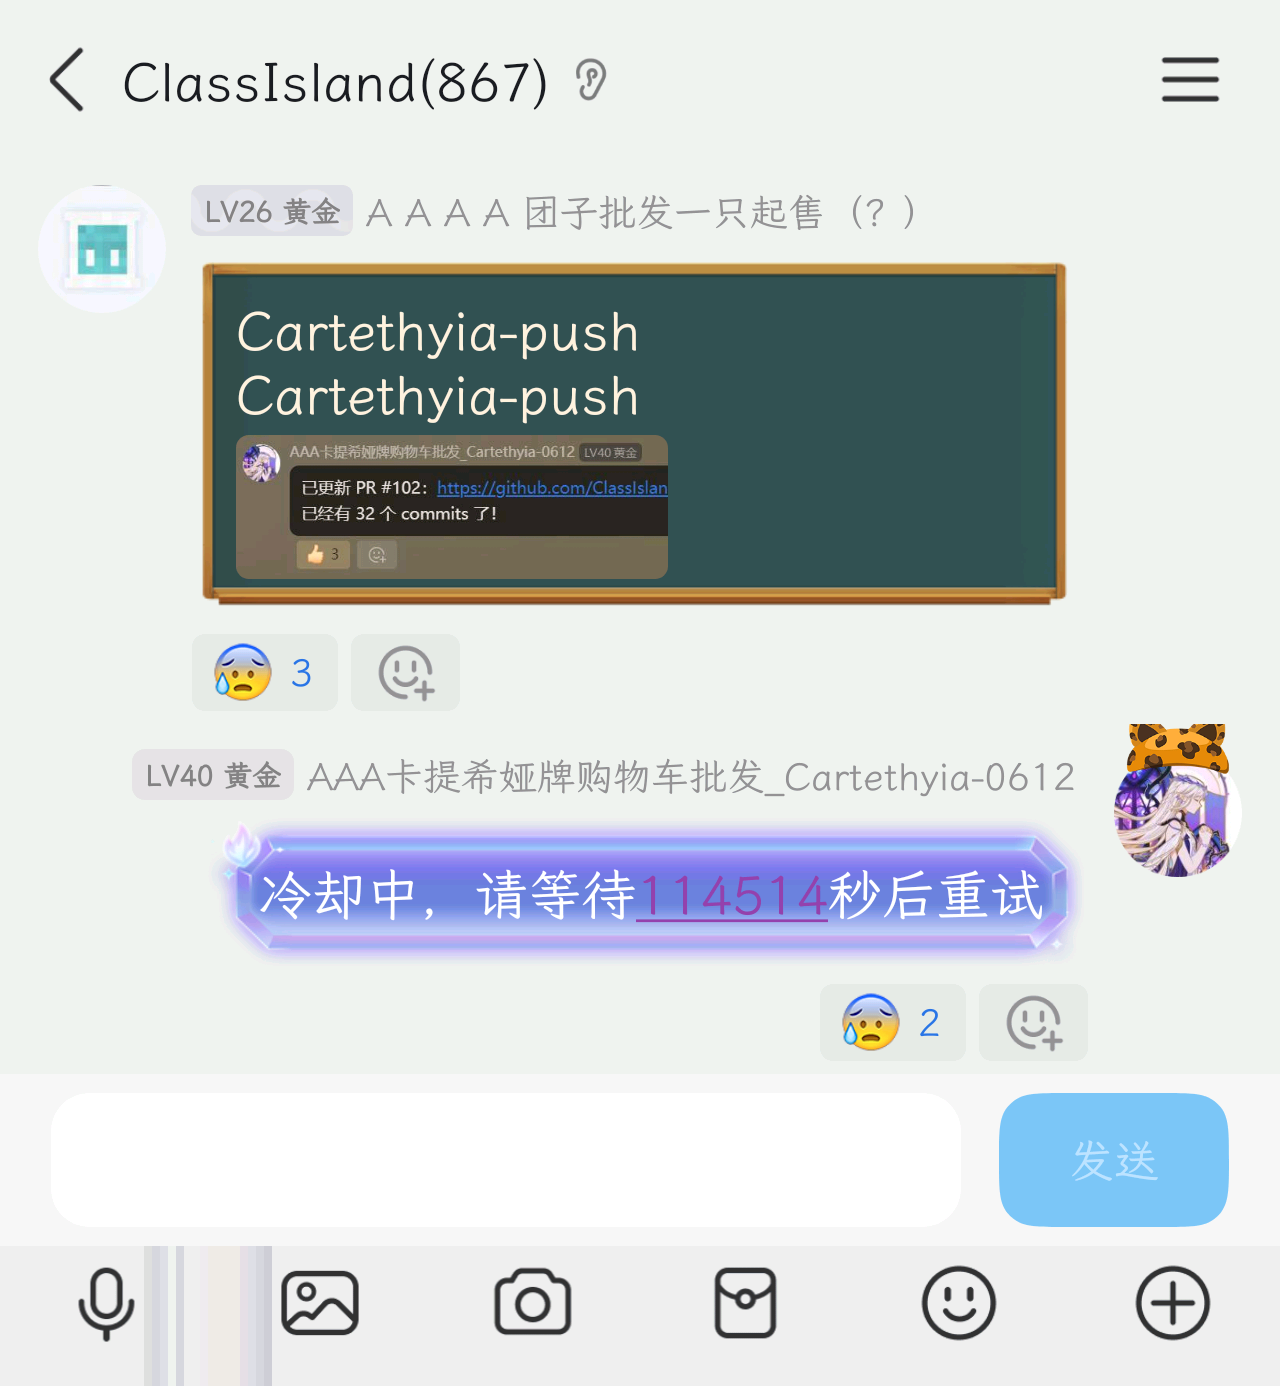 ClassIsland(867)
LV26 黄金 A A A A 团子批发一只起售（？）
Cartethyia-push
Cartethyia-push
AAA卡提希娅牌购物车批发_Cartethyia-0612 LV40 黄金
已更新 PR #102：https://github.com/ClassIslan
已经有 32 个 commits 了！
3
3
LV40 黄金 AAA卡提希娅牌购物车批发_Cartethyia-0612
冷却中，请等待114514秒后重试
2
发送